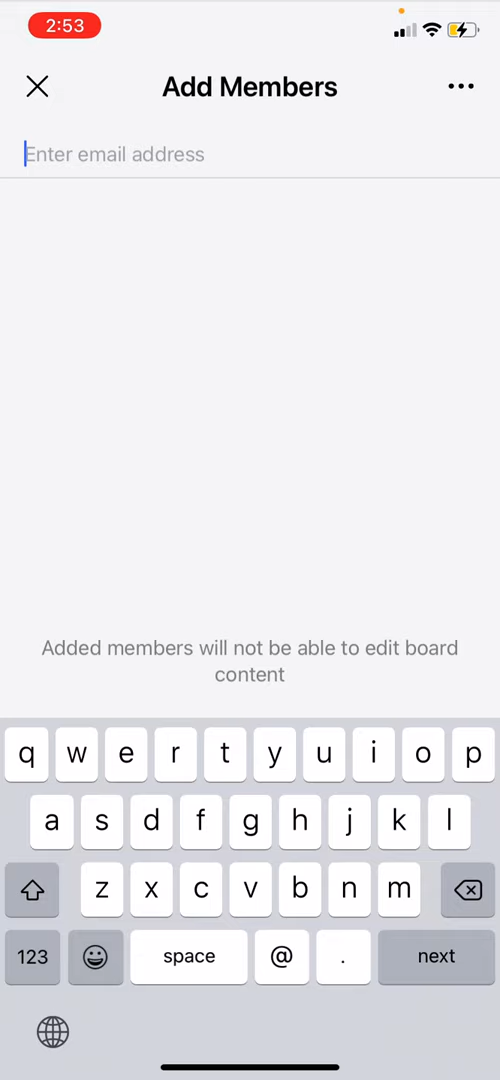 2:53
Add Members
Enter email address
Added members will not be able to edit board
content
q w e r t y u i o p
a s d f g h j k l
z x c v b n m
123 space @ . next